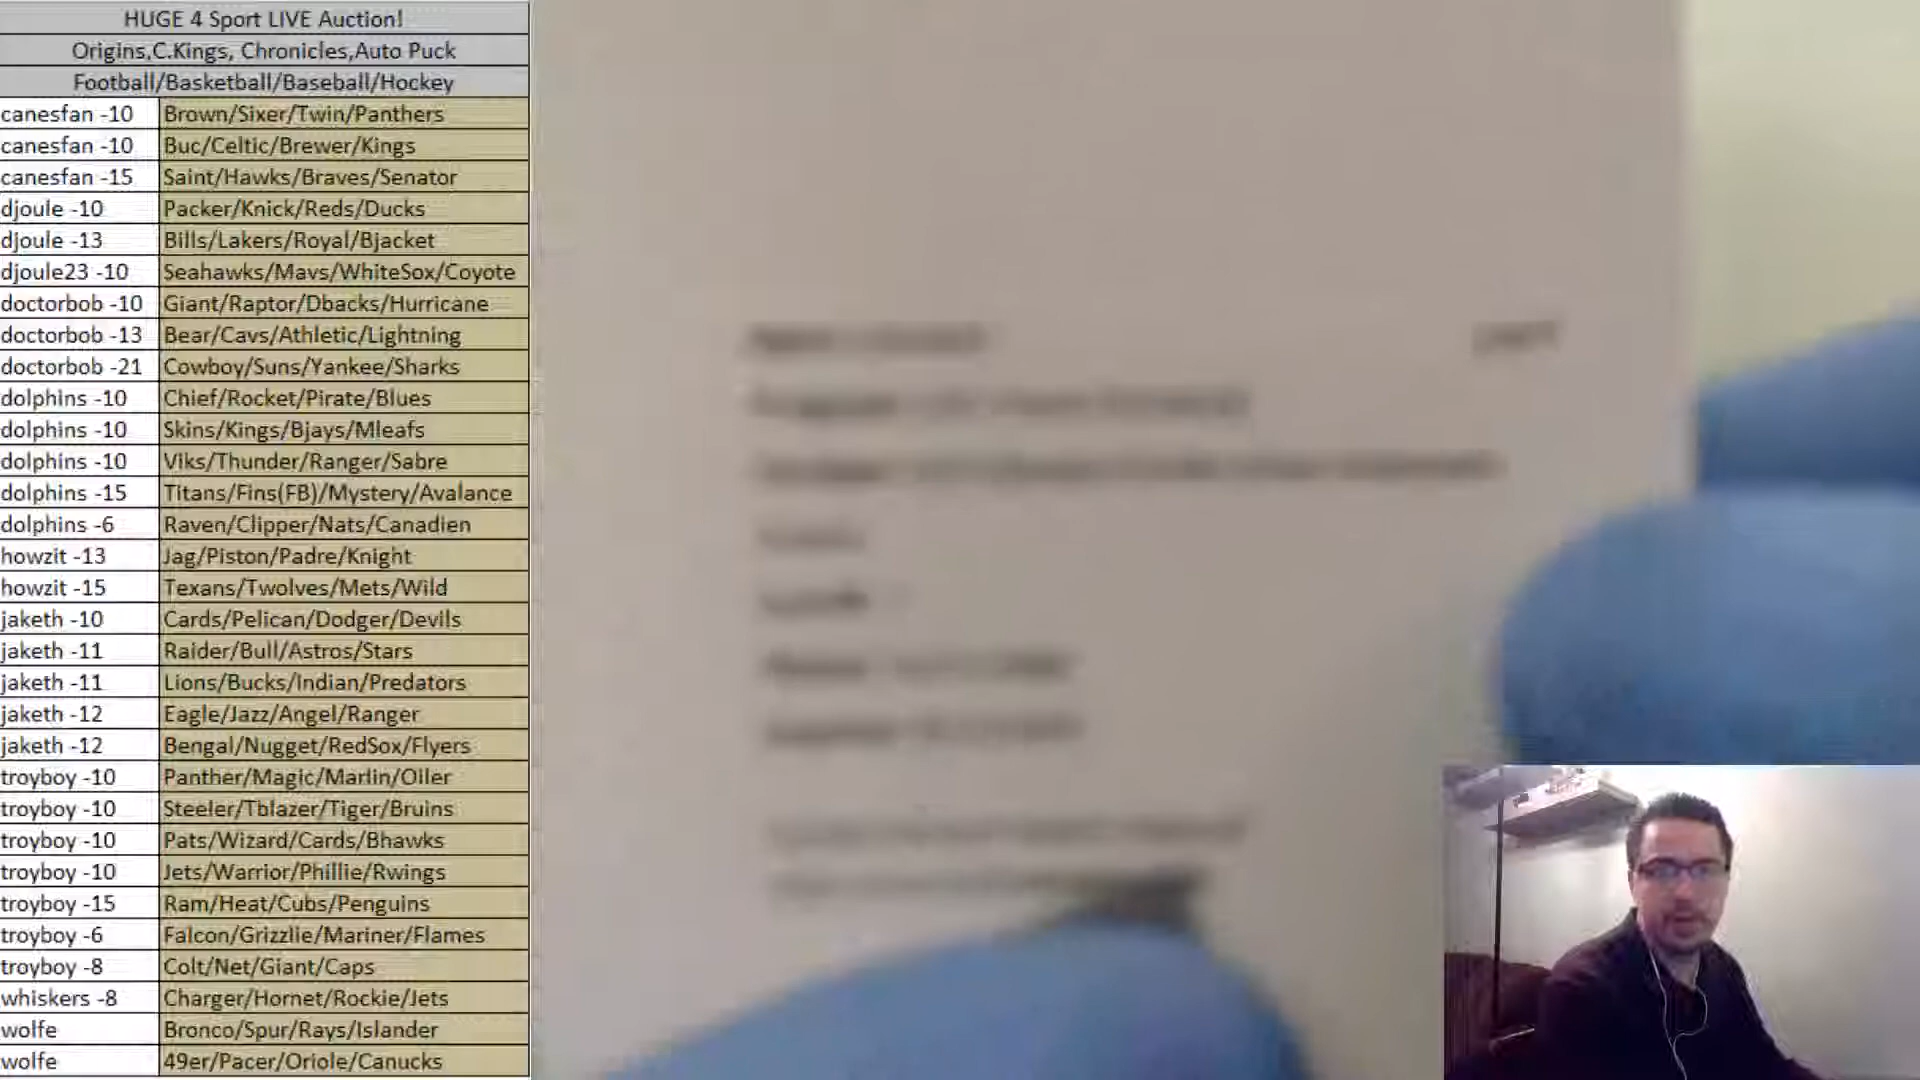 HUGE 4 Sport LIVE Auction!
Origins,C.Kings, Chronicles,Auto Puck
Football/Basketball/Baseball/Hockey
canesfan -10 Brown/Sixer/Twin/Panthers
canesfan -10 Buc/Celtic/Brewer/Kings
canesfan -15 Saint/Hawks/Braves/Senator
djoule -10 Packer/Knick/Reds/Ducks
djoule -13 Bills/Lakers/Royal/Bjacket
djoule23 -10 Seahawks/Mavs/WhiteSox/Coyote
doctorbob -10 Giant/Raptor/Dbacks/Hurricane
doctorbob -13 Bear/Cavs/Athletic/Lightning
doctorbob -21 Cowboy/Suns/Yankee/Sharks
dolphins -10 Chief/Rocket/Pirate/Blues
dolphins -10 Skins/Kings/Bjays/Mleafs
dolphins -10 Viks/Thunder/Ranger/Sabre
dolphins -15 Titans/Fins(FB)/Mystery/Avalance
dolphins -6 Raven/Clipper/Nats/Canadien
howzit -13 Jag/Piston/Padre/Knight
howzit -15 Texans/Twolves/Mets/Wild
jaketh -10 Cards/Pelican/Dodger/Devils
jaketh -11 Raider/Bull/Astros/Stars
jaketh -11 Lions/Bucks/Indian/Predators
jaketh -12 Eagle/Jazz/Angel/Ranger
jaketh -12 Bengal/Nugget/RedSox/Flyers
troyboy -10 Panther/Magic/Marlin/Oiler
troyboy -10 Steeler/Tblazer/Tiger/Bruins
troyboy -10 Pats/Wizard/Cards/Bhawks
troyboy -10 Jets/Warrior/Phillie/Rwings
troyboy -15 Ram/Heat/Cubs/Penguins
troyboy -6 Falcon/Grizzlie/Mariner/Flames
troyboy -8 Colt/Net/Giant/Caps
whiskers -8 Charger/Hornet/Rockie/Jets
wolfe Bronco/Spur/Rays/Islander
wolfe 49er/Pacer/Oriole/Canucks